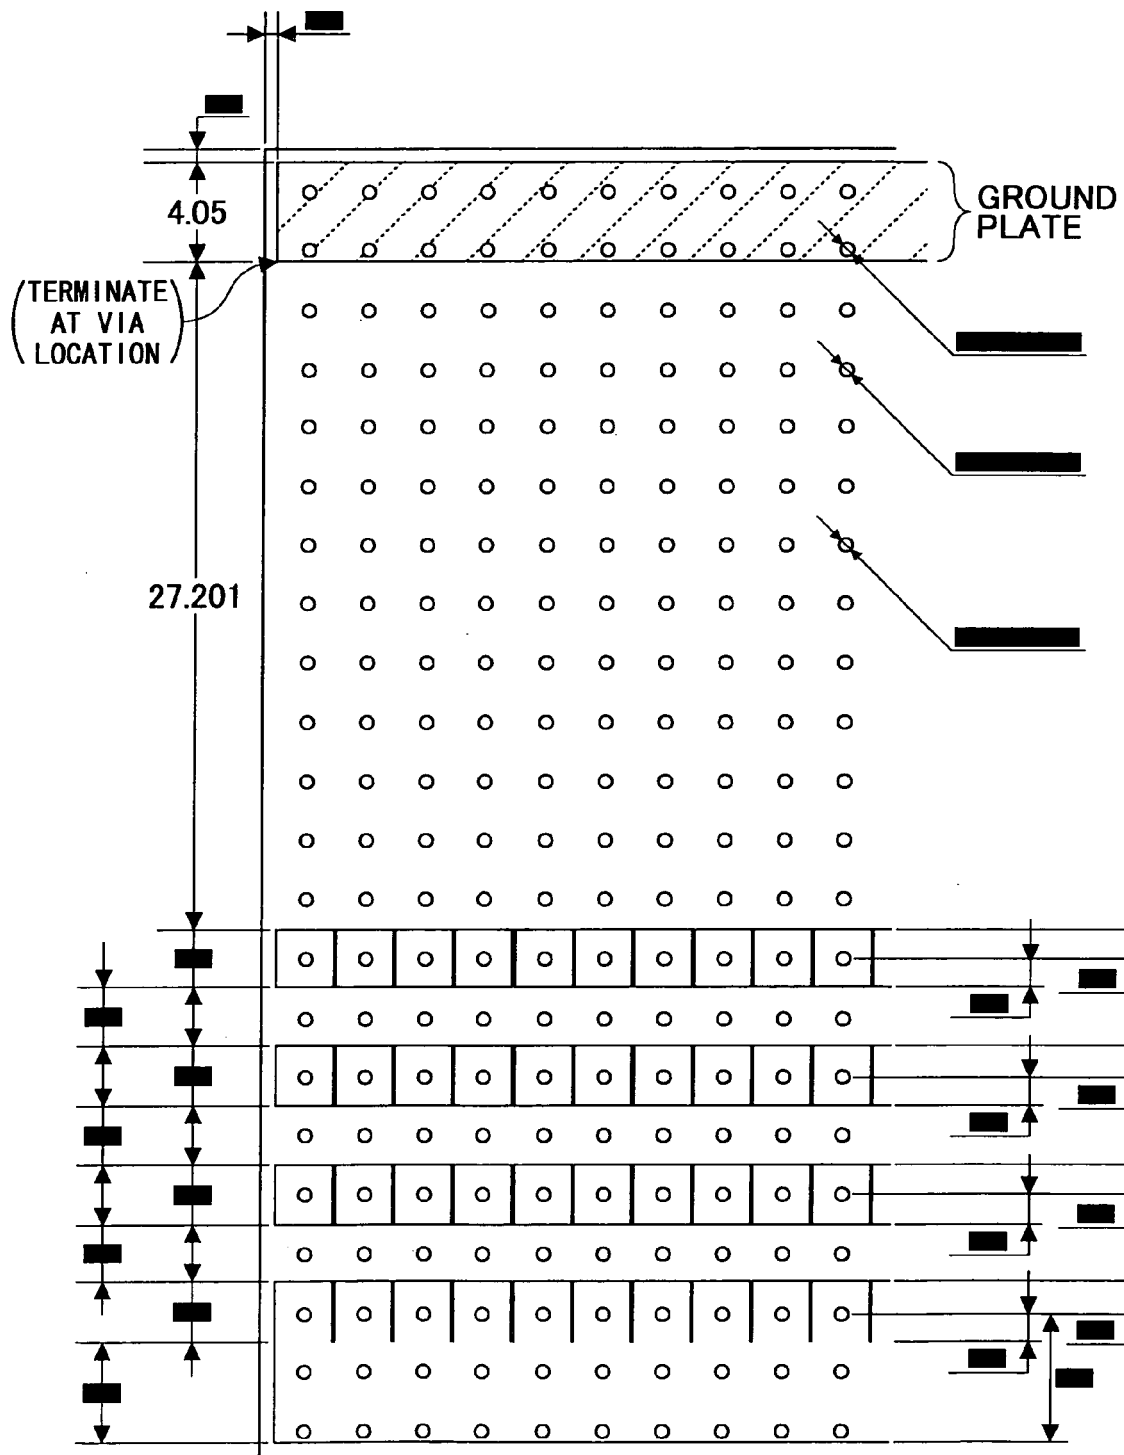 4.05
GROUND
PLATE
(TERMINATE
AT VIA
LOCATION)
27.201